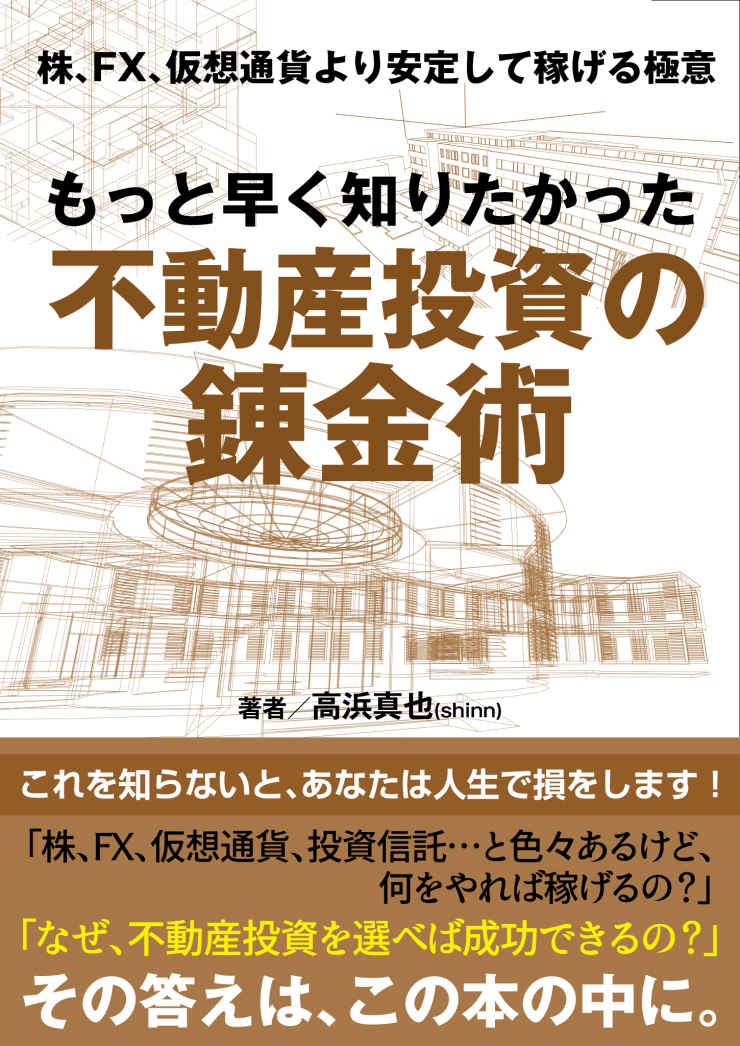 株、FX、仮想通貨より安定して稼げる極意
もっと早く知りたかった
不動産投資の
錬金術
著者／高浜真也(shinn)
これを知らないと、あなたは人生で損をします！
「株、FX、仮想通貨、投資信託…と色々あるけど、
何をやれば稼げるの？」
「なぜ、不動産投資を選べば成功できるの？」
その答えは、この本の中に。